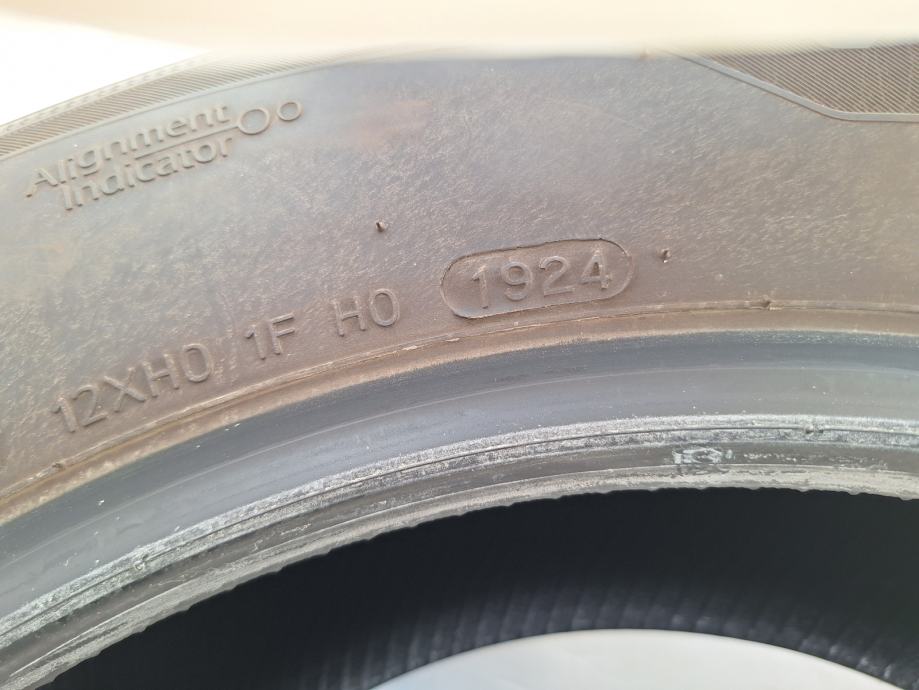 Alignment
Indicator
12XH0 1F H0 1924